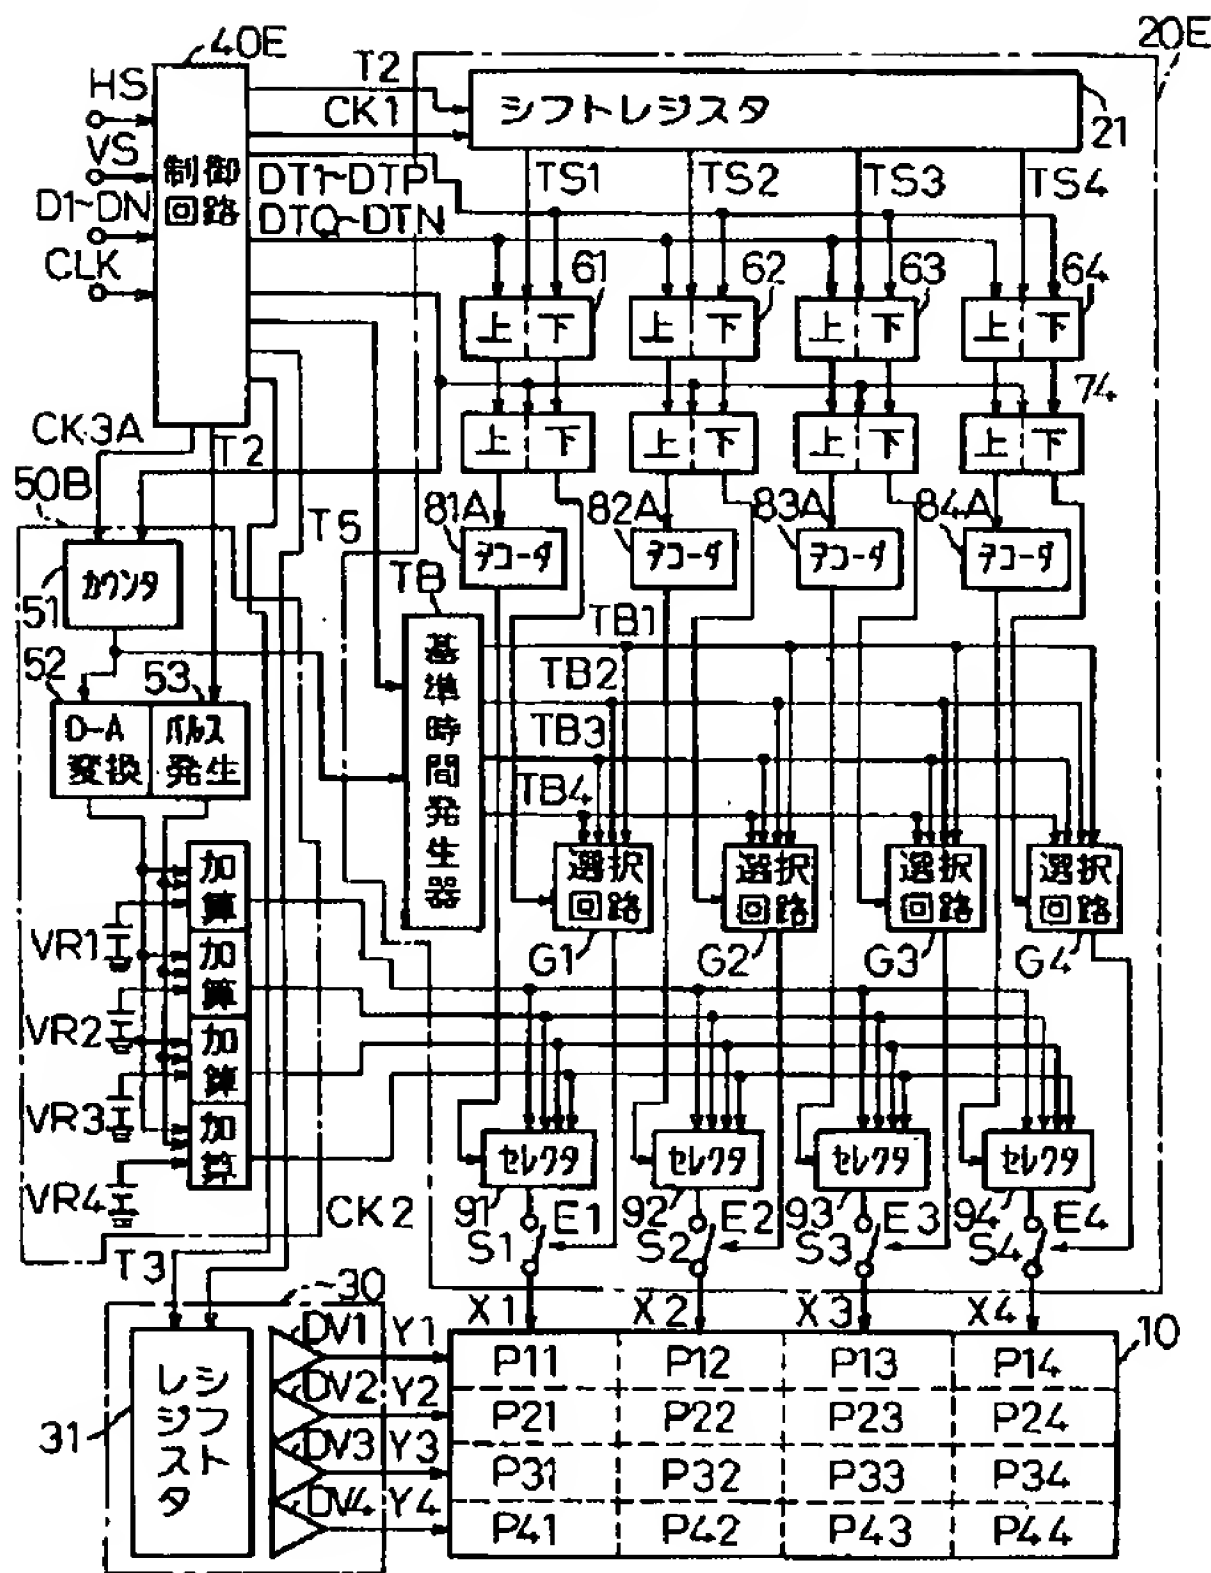 40E
20E
HS
VS
D1~DN
CLK
制御
回路
T2
CK1
シフトレジスタ
21
DT1~DTP
DTQ~DTN
TS1
TS2
TS3
TS4
61
62
63
64
上 下
上 下
上 下
上 下
74
上 下
上 下
上 下
上 下
CK3A
T2
50B
T5
81A
82A
83A
84A
デコーダ
デコーダ
デコーダ
デコーダ
51
カウンタ
TB
基準時間発生器
TB1
TB2
TB3
TB4
52
53
D-A
変換
パルス
発生
選択
回路
選択
回路
選択
回路
選択
回路
G1
G2
G3
G4
加算
加算
加算
加算
VR1
VR2
VR3
VR4
セレクタ
セレクタ
セレクタ
セレクタ
91
92
93
94
E1
E2
E3
E4
S1
S2
S3
S4
CK2
T3
30
X1
X2
X3
X4
10
31
シフト
レジスタ
DV1
DV2
DV3
DV4
Y1
Y2
Y3
Y4
P11 P12 P13 P14
P21 P22 P23 P24
P31 P32 P33 P34
P41 P42 P43 P44